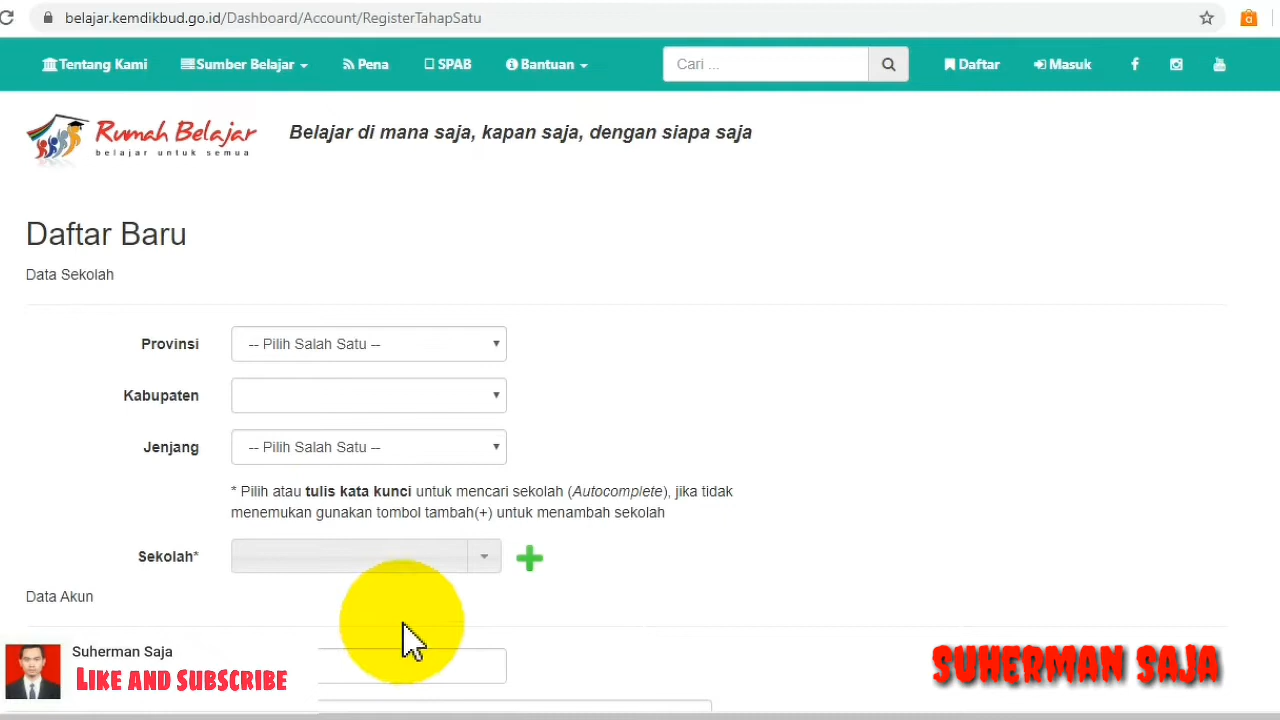 belajar.kemdikbud.go.id/Dashboard/Account/RegisterTahapSatu
Tentang Kami Sumber Belajar Pena SPAB Bantuan Cari ... Daftar Masuk
Rumah Belajar
belajar untuk semua
Belajar di mana saja, kapan saja, dengan siapa saja
Daftar Baru
Data Sekolah
Provinsi -- Pilih Salah Satu --
Kabupaten
Jenjang -- Pilih Salah Satu --
* Pilih atau tulis kata kunci untuk mencari sekolah (Autocomplete), jika tidak
menemukan gunakan tombol tambah(+) untuk menambah sekolah
Sekolah*
Data Akun
Suherman Saja
LIKE AND SUBSCRIBE
SUHERMAN SAJA